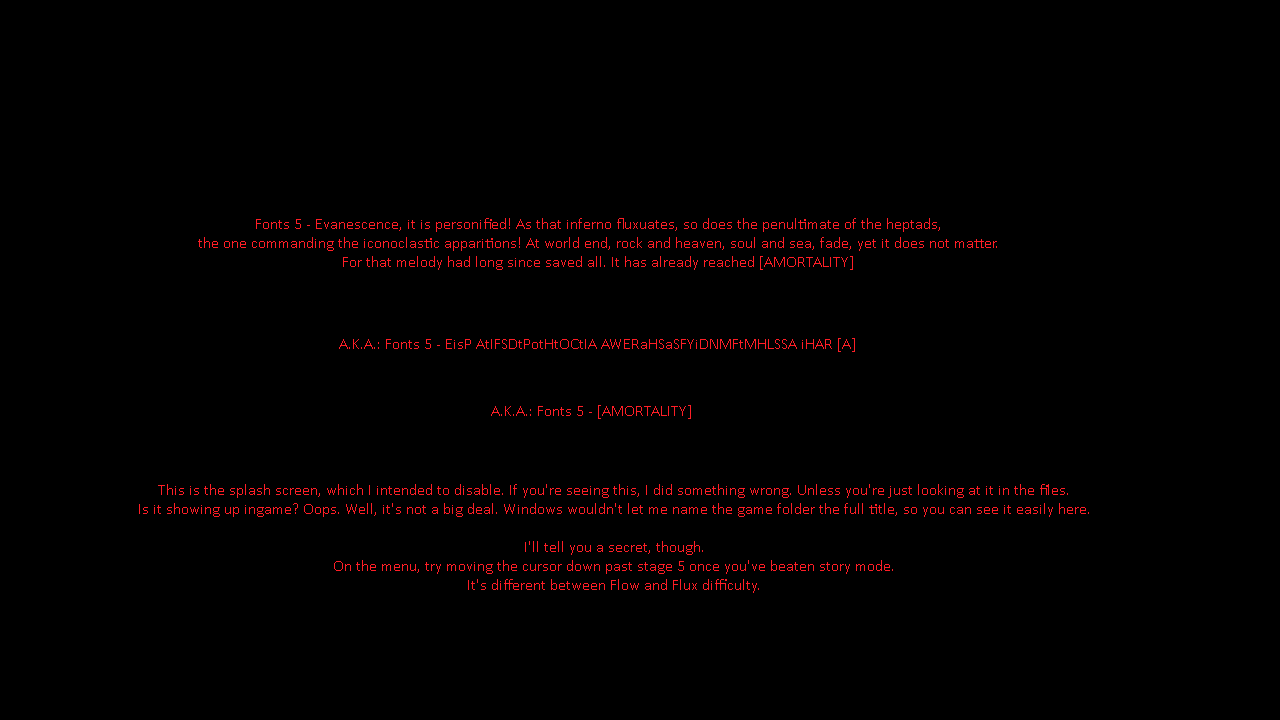 Fonts 5 - Evanescence, it is personified! As that inferno fluxuates, so does the penultimate of the heptads,
the one commanding the iconoclastic apparitions! At world end, rock and heaven, soul and sea, fade, yet it does not matter.
For that melody had long since saved all. It has already reached [AMORTALITY]
A.K.A.: Fonts 5 - EisP AtIFSDtPotHtOCtIA AWERaHSaSFYiDNMFtMHLSSA iHAR [A]
A.K.A.: Fonts 5 - [AMORTALITY]
This is the splash screen, which I intended to disable. If you're seeing this, I did something wrong. Unless you're just looking at it in the files.
Is it showing up ingame? Oops. Well, it's not a big deal. Windows wouldn't let me name the game folder the full title, so you can see it easily here.
I'll tell you a secret, though.
On the menu, try moving the cursor down past stage 5 once you've beaten story mode.
It's different between Flow and Flux difficulty.